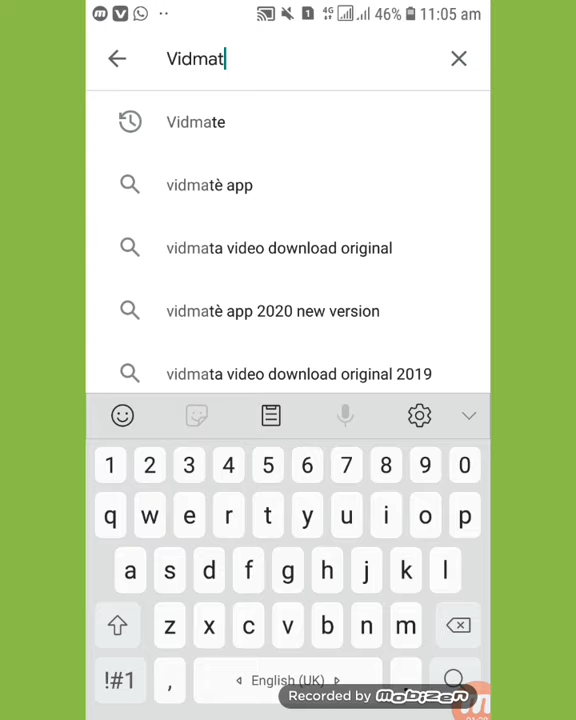 46% 11:05 am
Vidmat
Vidmate
vidmatè app
vidmata video download original
vidmatè app 2020 new version
vidmata video download original 2019
1 2 3 4 5 6 7 8 9 0
q w e r t y u i o p
a s d f g h j k l
z x c v b n m
!#1 , English (UK)
Recorded by mobizen